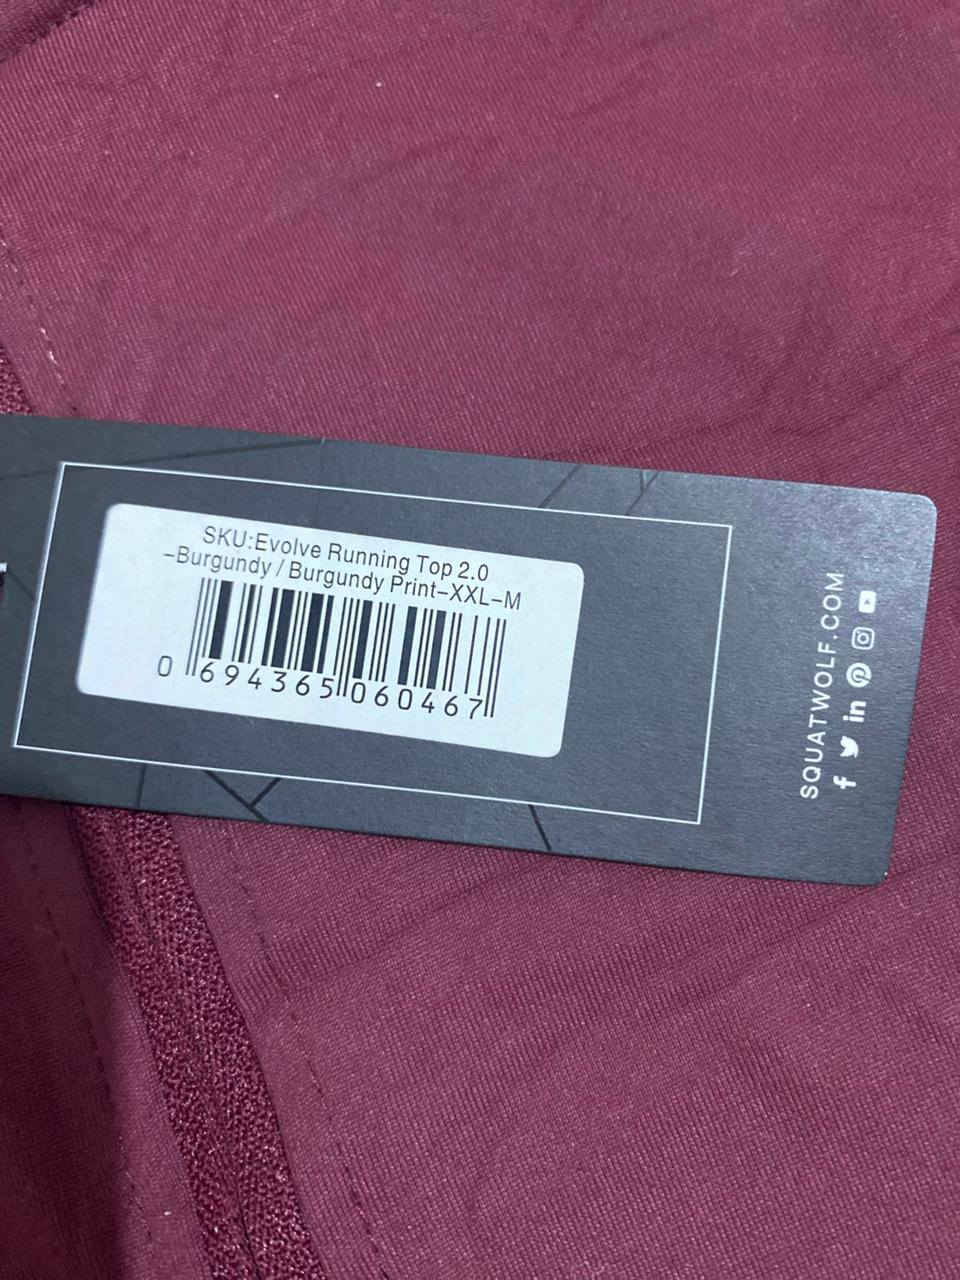 SKU:Evolve Running Top 2.0
-Burgundy / Burgundy Print-XXL-M
0 694365 060467
SQUATWOLF.COM